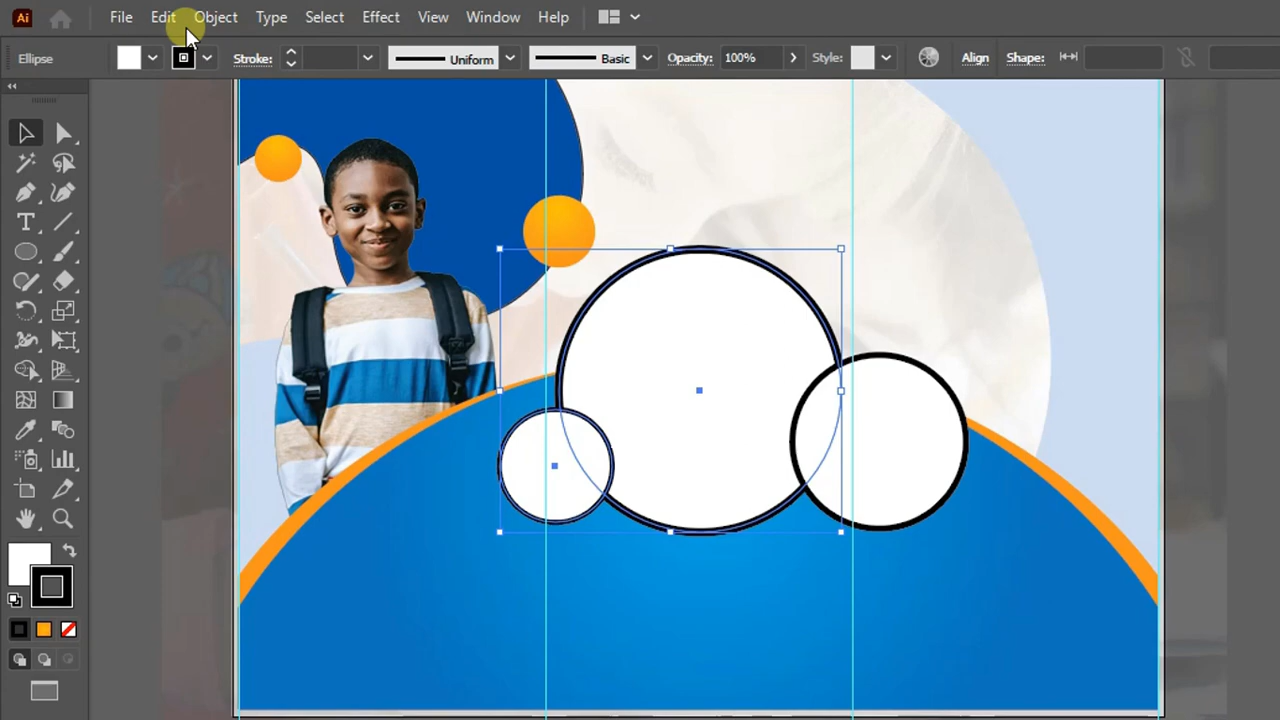 Ai File Edit Object Type Select Effect View Window Help
Ellipse Stroke: Uniform Basic Opacity: 100% Style: Align Shape: